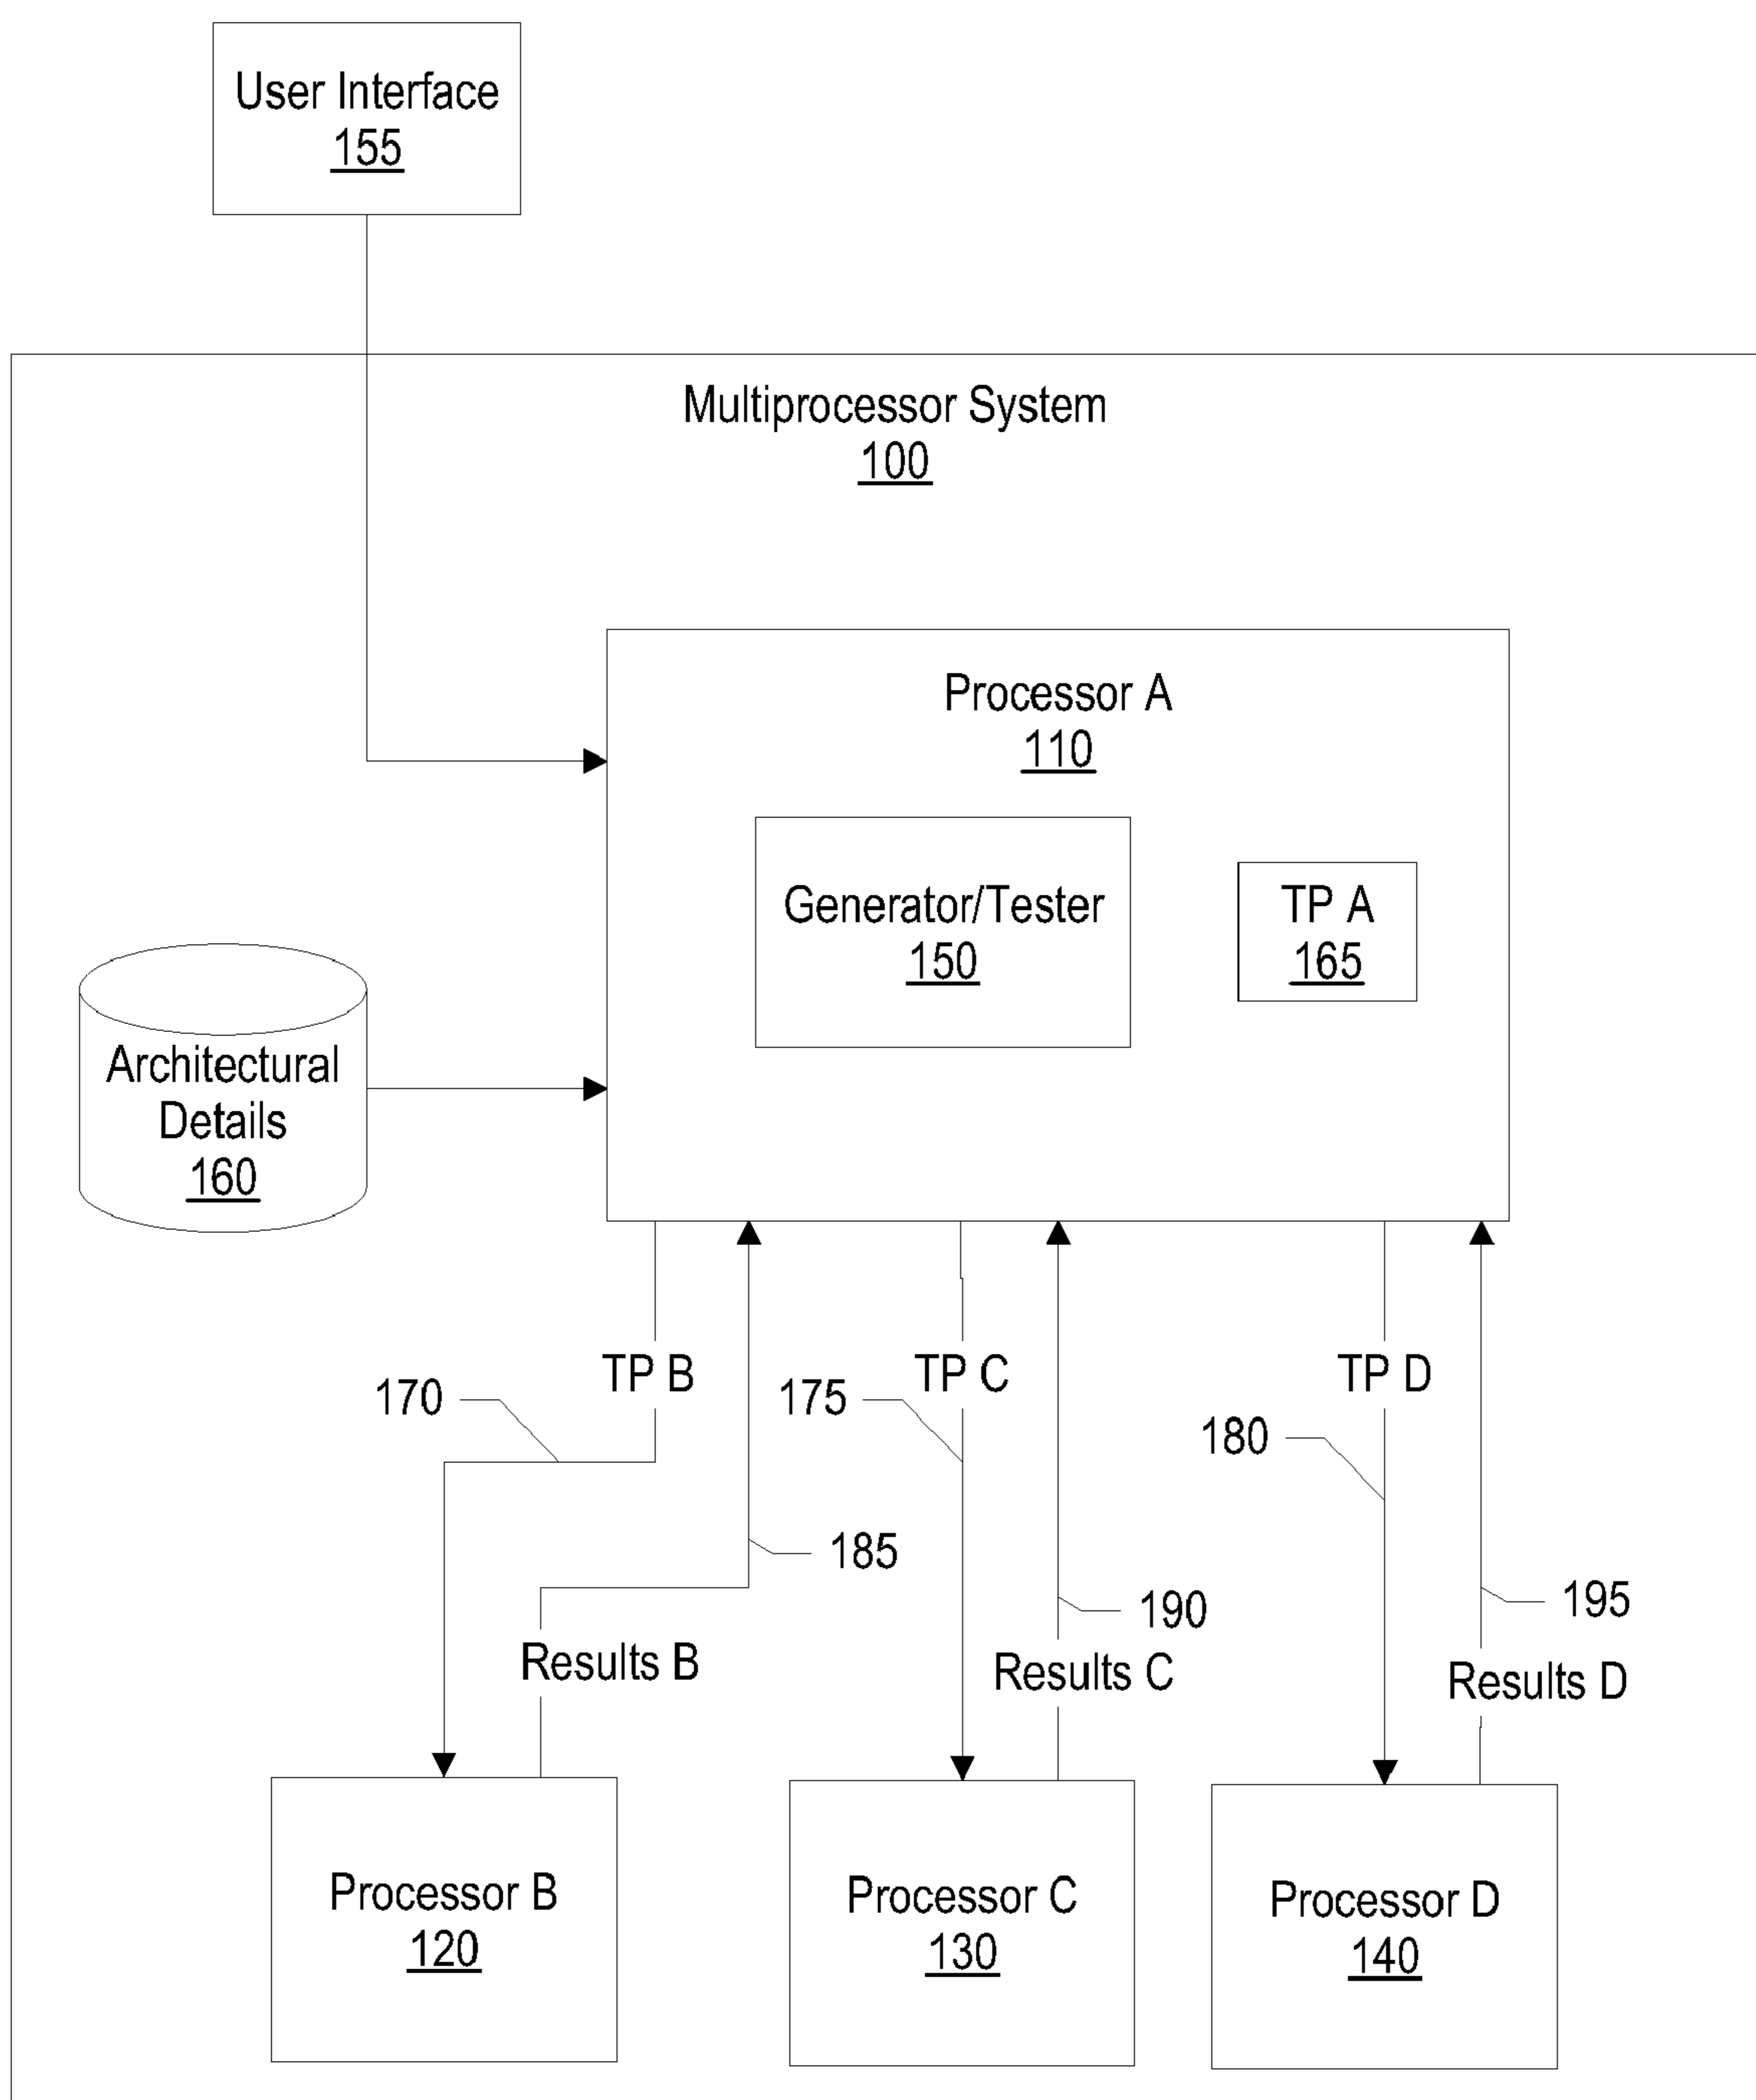 User Interface
155
Multiprocessor System
100
Processor A
110
Generator/Tester
150
TP A
165
Architectural
Details
160
TP B
TP C
TP D
170
175
180
185
190
195
Results B
Results C
Results D
Processor B
120
Processor C
130
Processor D
140